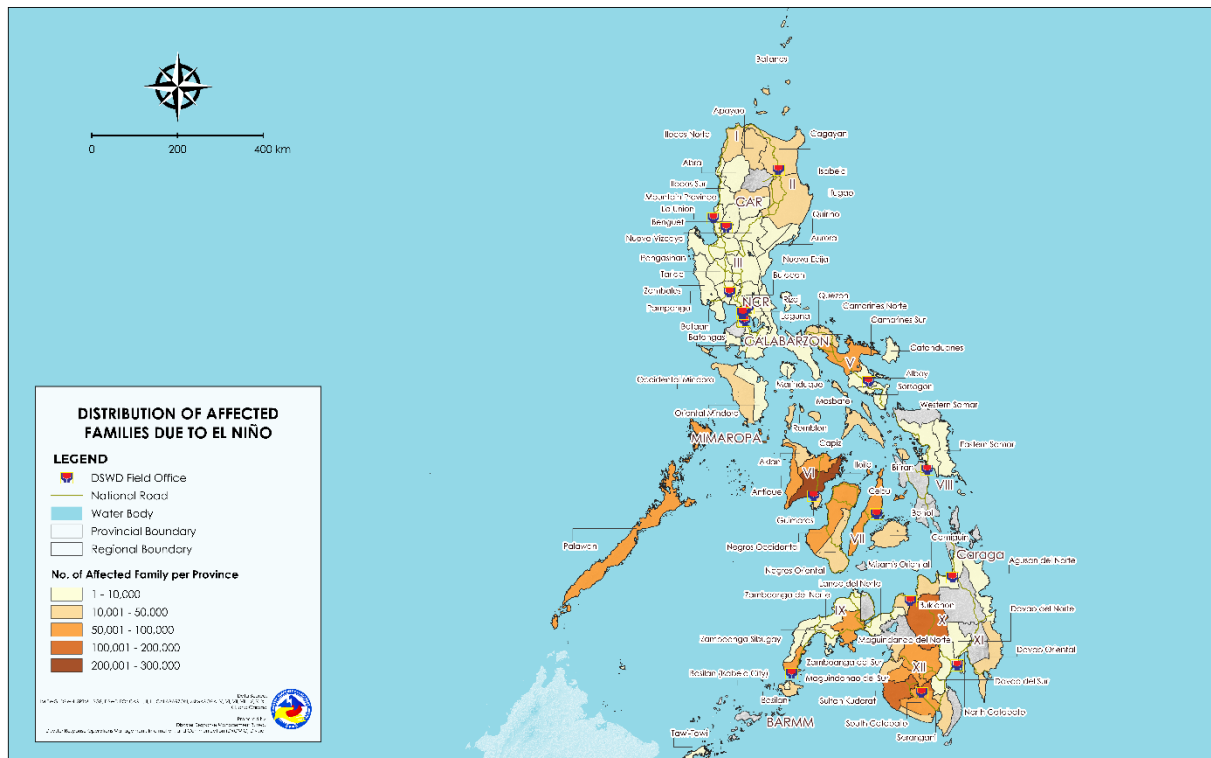 Batanes
Apayao
Ilocos Norte
I
Cagayan
Abra
Isabela
II
Ilocos Sur
Mountain Province
CAR
La Union
Quirino
Benguet
Nueva Vizcaya
Aurora
Pangasinan
III
Nueva Ecija
Tarlac
Bulacan
Zambales
NCR
Rizal
Quezon
Pampanga
Camarines Norte
Laguna
Bataan
Camarines Sur
Batangas
CALABARZON
Catanduanes
V
Occidental Mindoro
Marinduque
Albay
Sorsogon
Masbate
Western Samar
Oriental Mindoro
Romblon
MIMAROPA
Capiz
Eastern Samar
Aklan
Iloilo
Biliran
VI
VIII
Antique
Cebu
Bohol
Guimaras
VII
Palawan
Negros Occidental
Camiguin
Caraga
Agusan del Norte
Negros Oriental
Misamis Oriental
Lanao del Norte
Zamboanga del Norte
Bukidnon
Davao del Norte
IX
X
Zamboanga Sibugay
Maguindanao del Norte
XI
Davao Oriental
Zamboanga del Sur
XII
Basilan (Isabela City)
Maguindanao del Sur
Davao del Sur
Basilan
Sultan Kudarat
North Cotabato
BARMM
South Cotabato
Tawi-Tawi
Sarangani
0 200 400 km
DISTRIBUTION OF AFFECTED
FAMILIES DUE TO EL NIÑO
LEGEND
DSWD Field Office
National Road
Water Body
Provincial Boundary
Regional Boundary
No. of Affected Family per Province
1 - 10,000
10,001 - 50,000
50,001 - 100,000
100,001 - 200,000
200,001 - 300,000